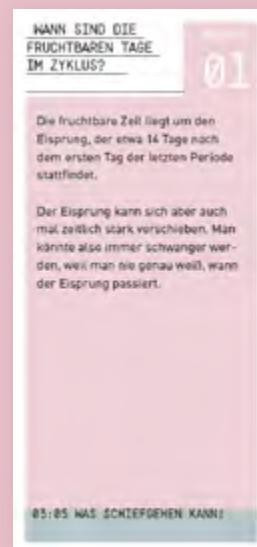 WANN SIND DIE
FRUCHTBAREN TAGE
IM ZYKLUS?
01
Die fruchtbare Zeit liegt um den
Eisprung, der etwa 14 Tage nach
dem ersten Tag der letzten Periode
stattfindet.
Der Eisprung kann sich aber auch
mal zeitlich stark verschieben. Man
könnte also immer schwanger wer-
den, weil man nie genau weiß, wann
der Eisprung passiert.
03:05 WAS SCHIEFGEHEN KANN!